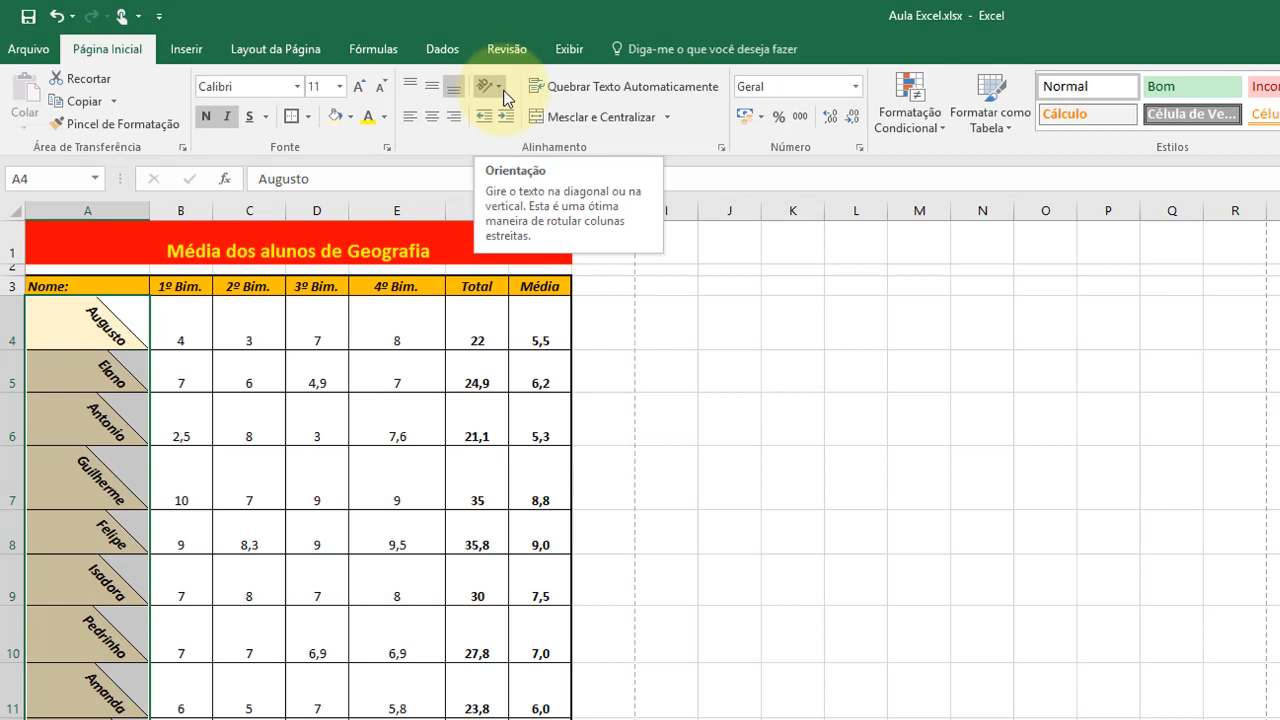 Aula Excel.xlsx - Excel
Arquivo Página Inicial Inserir Layout da Página Fórmulas Dados Revisão Exibir Diga-me o que você deseja fazer
Recortar
Copiar
Pincel de Formatação
Colar
Área de Transferência
Calibri 11
N I S A A A
Fonte
Quebrar Texto Automaticamente
Mesclar e Centralizar
Alinhamento
Geral
% 000
Número
Formatação Condicional
Formatar como Tabela
Normal Bom Incor
Cálculo Célula de Ve... Célu
Estilos
A4 fx Augusto
Orientação
Gire o texto na diagonal ou na
vertical. Esta é uma ótima
maneira de rotular colunas
estreitas.
A B C D E I J K L M N O P Q R
1 Média dos alunos de Geografia
2
3 Nome: 1º Bim. 2º Bim. 3º Bim. 4º Bim. Total Média
4 Augusto 4 3 7 8 22 5,5
5 Elano 7 6 4,9 7 24,9 6,2
6 Antonio 2,5 8 3 7,6 21,1 5,3
7 Guilherme 10 7 9 9 35 8,8
8 Felipe 9 8,3 9 9,5 35,8 9,0
9 Isadora 7 8 7 8 30 7,5
10 Pedrinho 7 7 6,9 6,9 27,8 7,0
11 Amanda 6 5 7 5,8 23,8 6,0